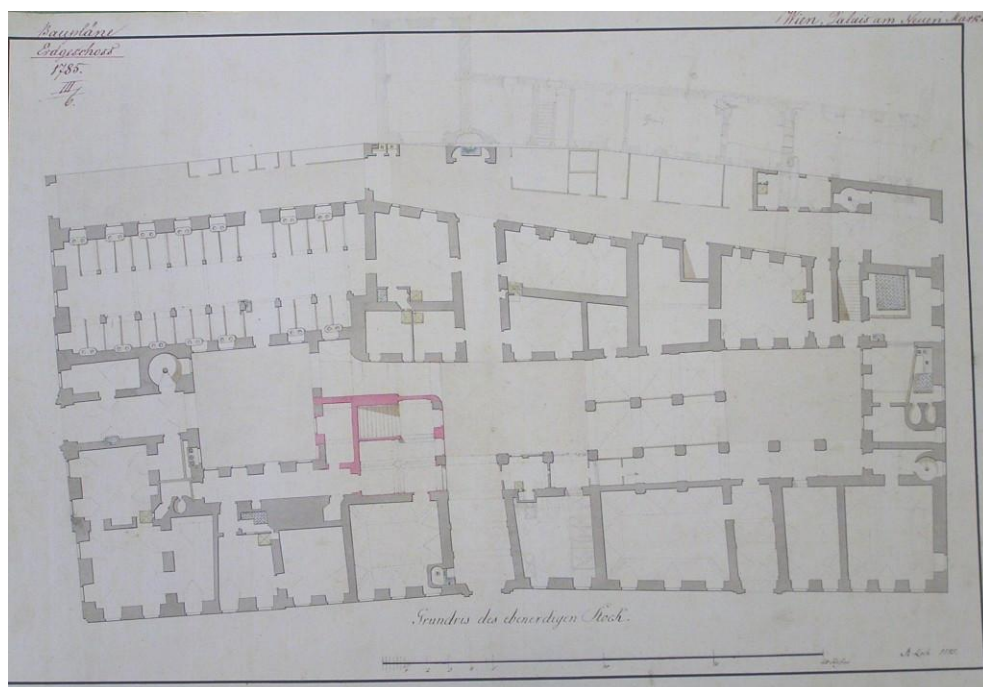 Baupläne
Erdgeschoss
1785.
III
6.
Wien, Palais am Neuen Markt
Grundris des ebenerdigen Stock.